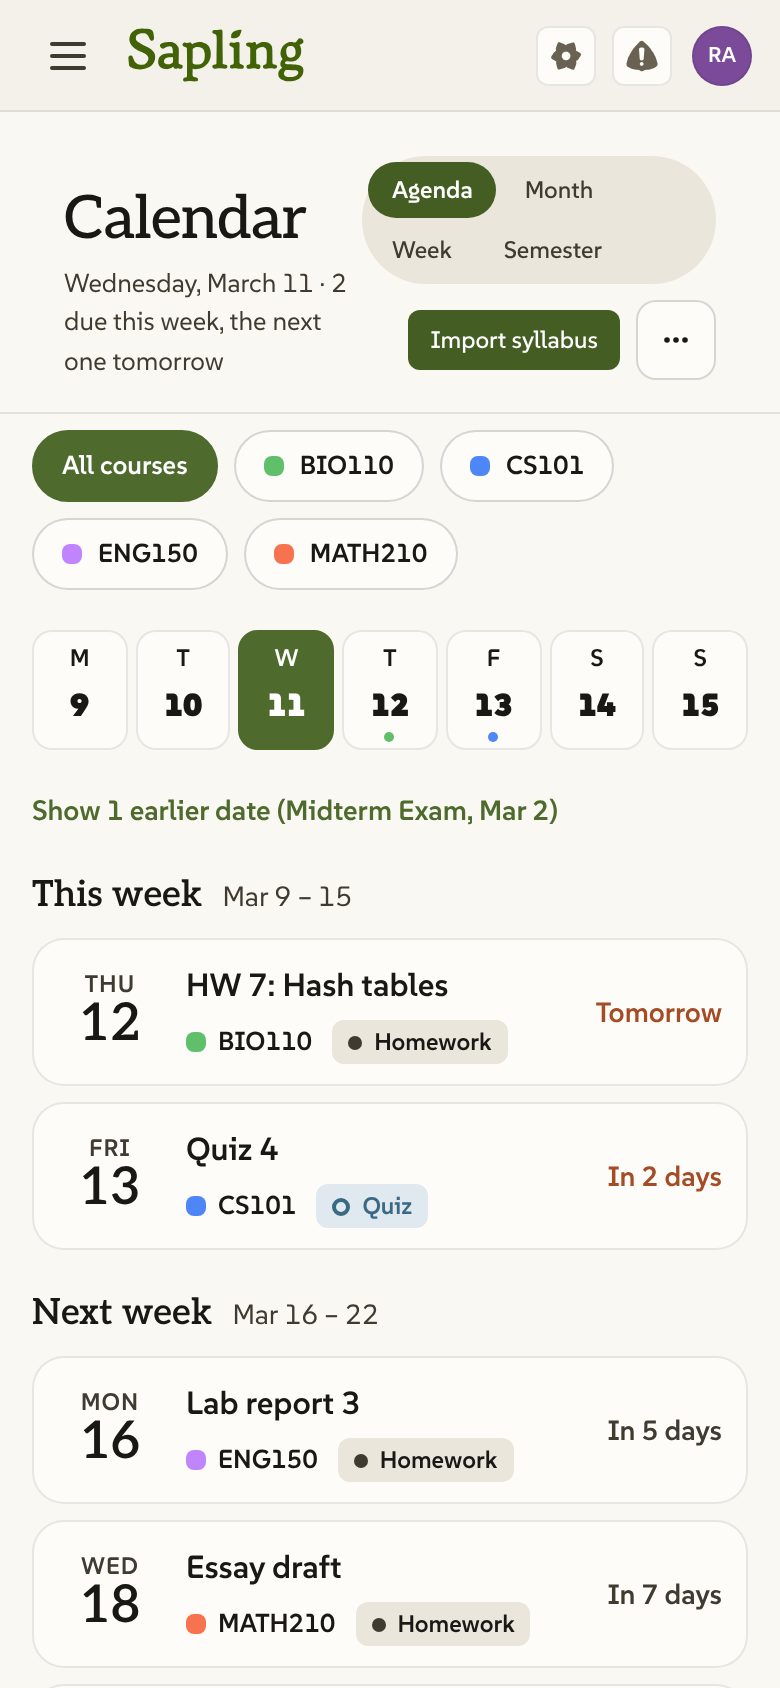 Sapling
RA
Calendar
Wednesday, March 11 · 2
due this week, the next
one tomorrow
Agenda
Month
Week
Semester
Import syllabus
All courses
BIO110
CS101
ENG150
MATH210
M
9
T
10
W
11
T
12
F
13
S
14
S
15
Show 1 earlier date (Midterm Exam, Mar 2)
This week Mar 9 – 15
THU
12
HW 7: Hash tables
BIO110 Homework
Tomorrow
FRI
13
Quiz 4
CS101 Quiz
In 2 days
Next week Mar 16 – 22
MON
16
Lab report 3
ENG150 Homework
In 5 days
WED
18
Essay draft
MATH210 Homework
In 7 days